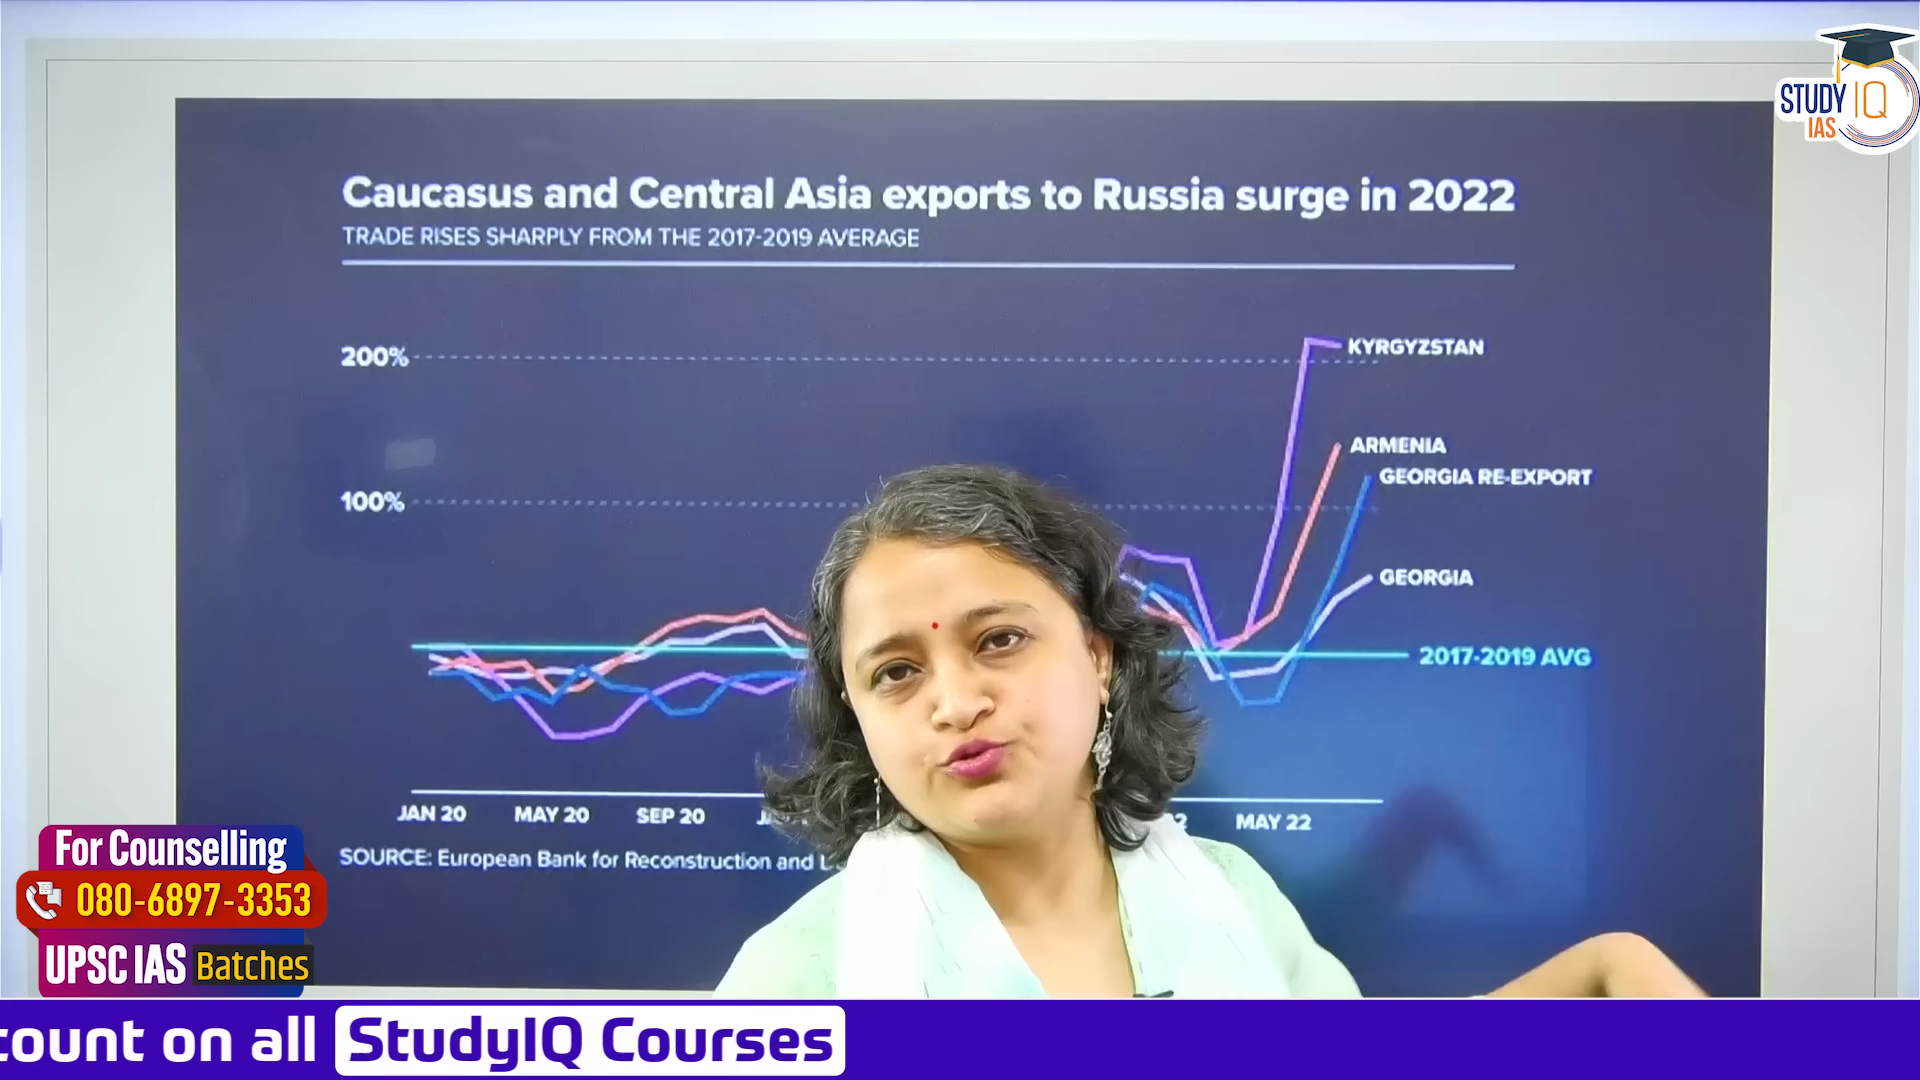 STUDY IQ
IAS
Caucasus and Central Asia exports to Russia surge in 2022
TRADE RISES SHARPLY FROM THE 2017-2019 AVERAGE
200%
KYRGYZSTAN
ARMENIA
GEORGIA RE-EXPORT
100%
GEORGIA
2017-2019 AVG
JAN 20 MAY 20 SEP 20 MAY 22
SOURCE: European Bank for Reconstruction and
For Counselling
080-6897-3353
UPSC IAS Batches
count on all StudyIQ Courses